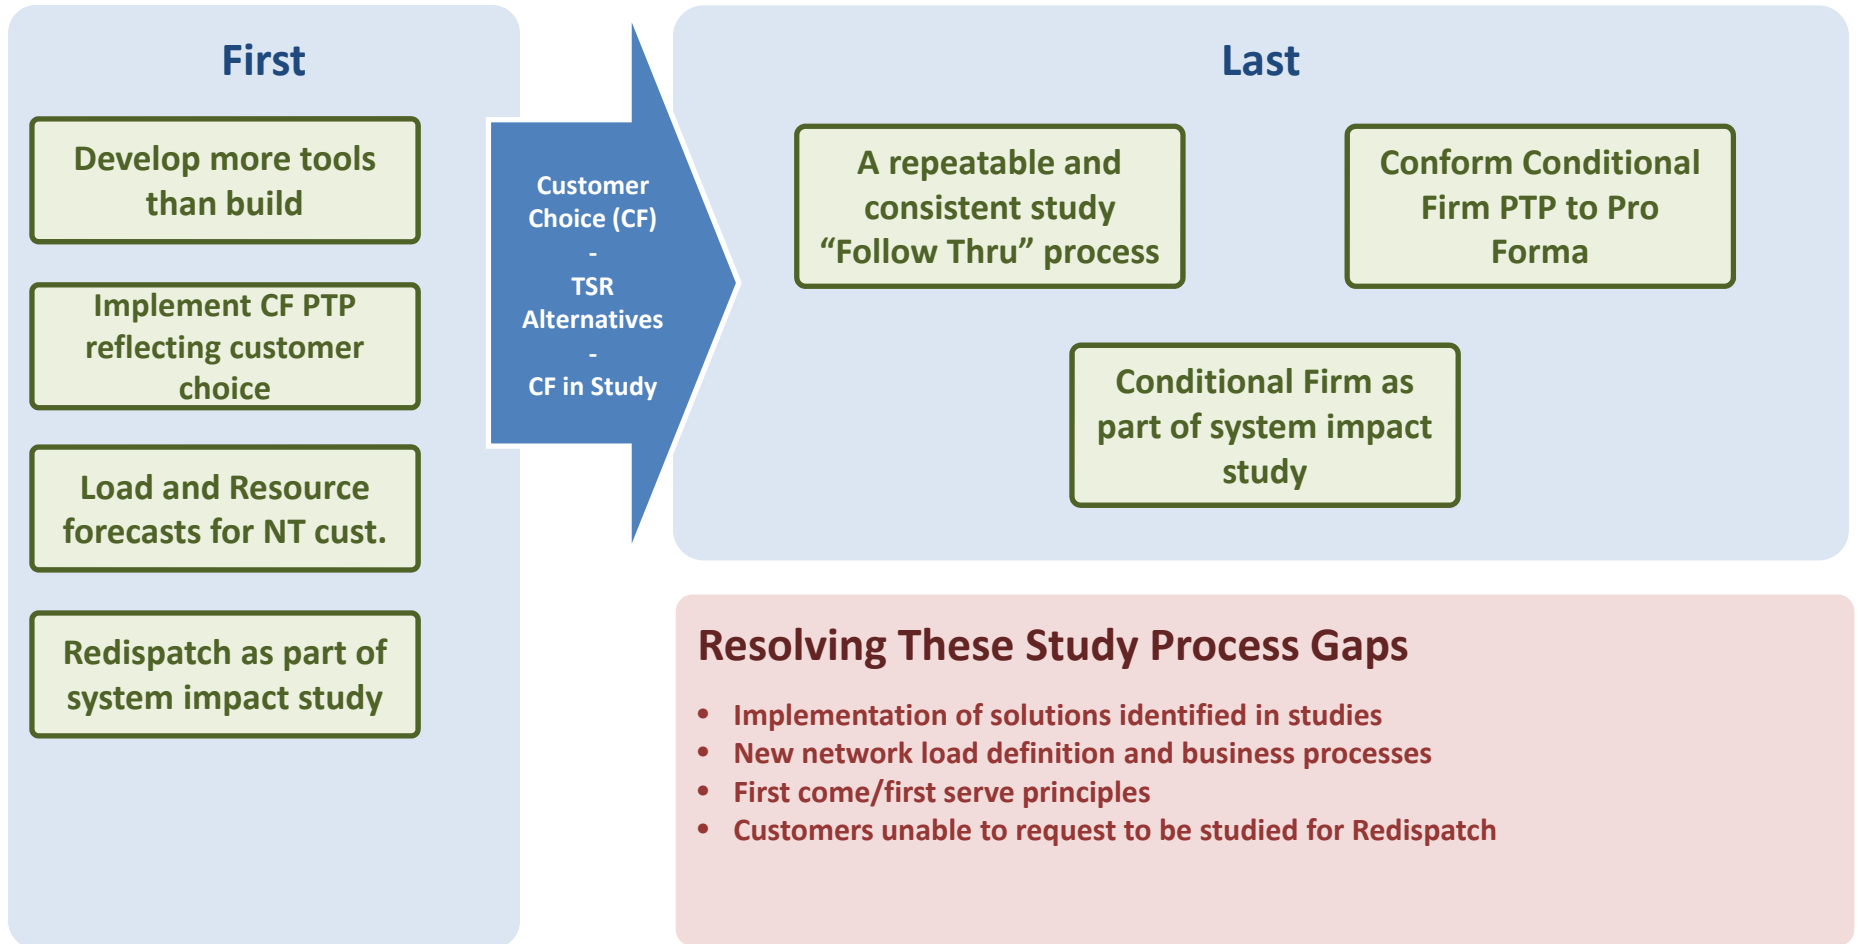 First
Develop more tools
than build
Implement CF PTP
reflecting customer
choice
Load and Resource
forecasts for NT cust.
Redispatch as part of
system impact study
Customer
Choice (CF)
-
TSR
Alternatives
-
CF in Study
Last
A repeatable and
consistent study
“Follow Thru” process
Conform Conditional
Firm PTP to Pro
Forma
Conditional Firm as
part of system impact
study
Resolving These Study Process Gaps
• Implementation of solutions identified in studies
• New network load definition and business processes
• First come/first serve principles
• Customers unable to request to be studied for Redispatch